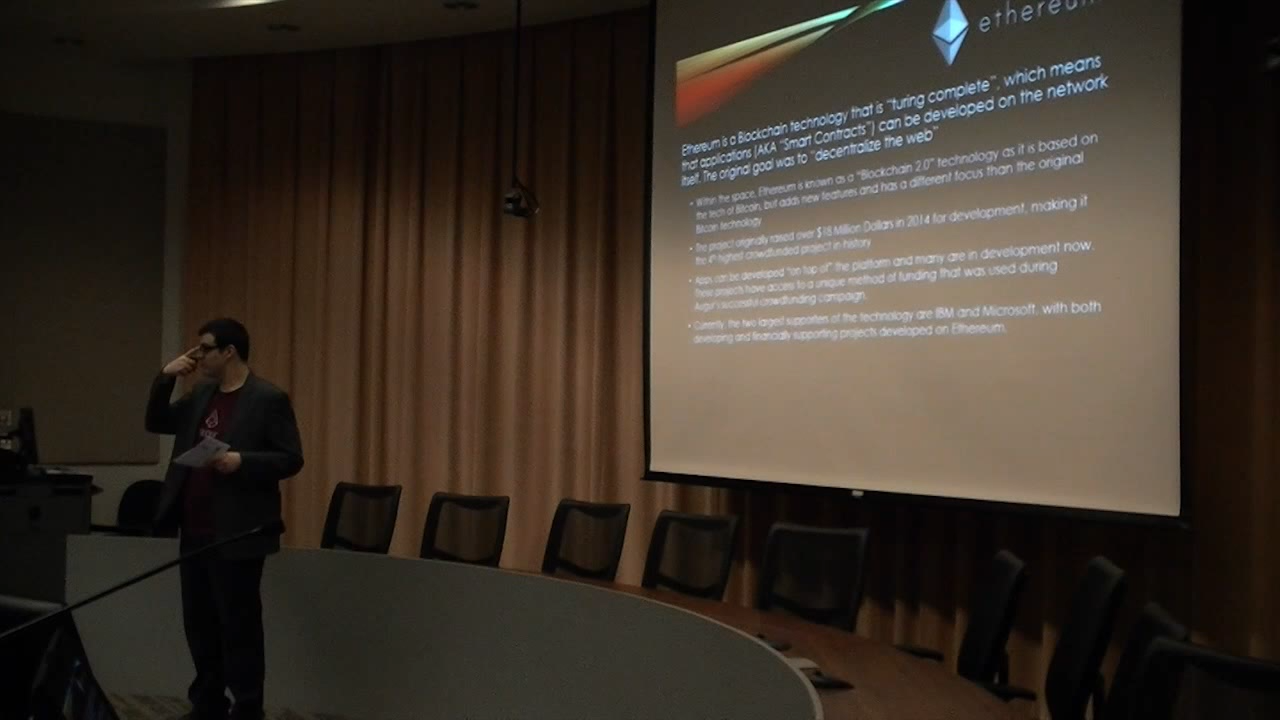 ethereum
Ethereum is a Blockchain technology that is "turing complete", which means
that applications (AKA "Smart Contracts") can be developed on the network
itself. The original goal was to "decentralize the web"
• Within the space, Ethereum is known as a "Blockchain 2.0" technology as it is based on
the tech of Bitcoin, but adds new features and has a different focus than the original
Bitcoin technology
• The project originally raised over $18 Million Dollars in 2014 for development, making it
the 4th highest crowdfunded project in history
• Apps can be developed "on top of" the platform and many are in development now.
These projects have access to a unique method of funding that was used during
Augur's successful crowdfunding campaign.
• Currently, the two largest supporters of the technology are IBM and Microsoft, with both
developing and financially supporting projects developed on Ethereum.